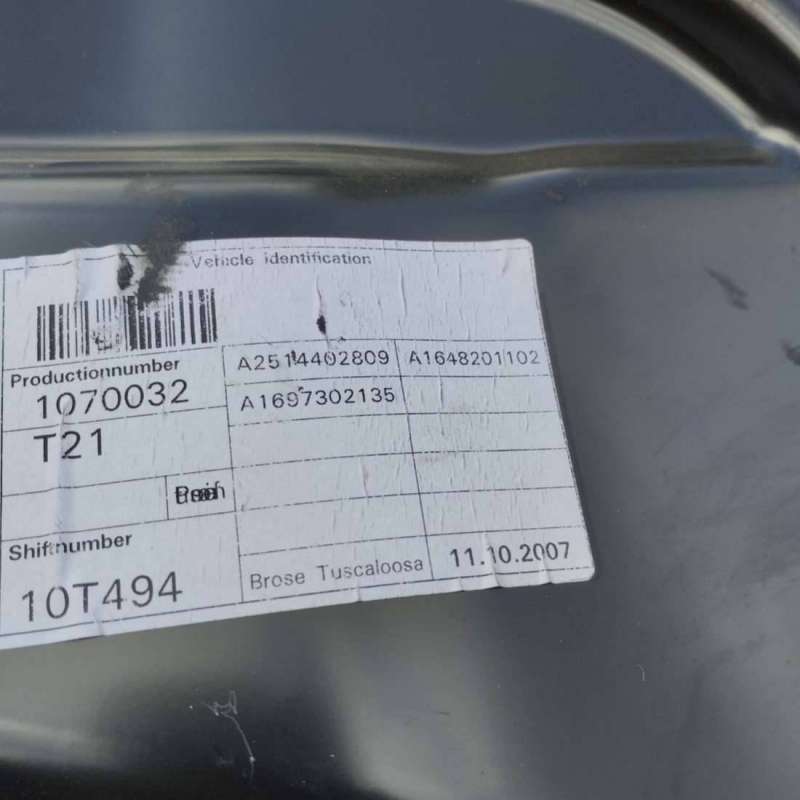 Vehicle identification
Productionnumber
1070032
A2514402809
A1648201102
A1697302135
T21
Shiftnumber
10T494
Brose Tuscaloosa
11.10.2007